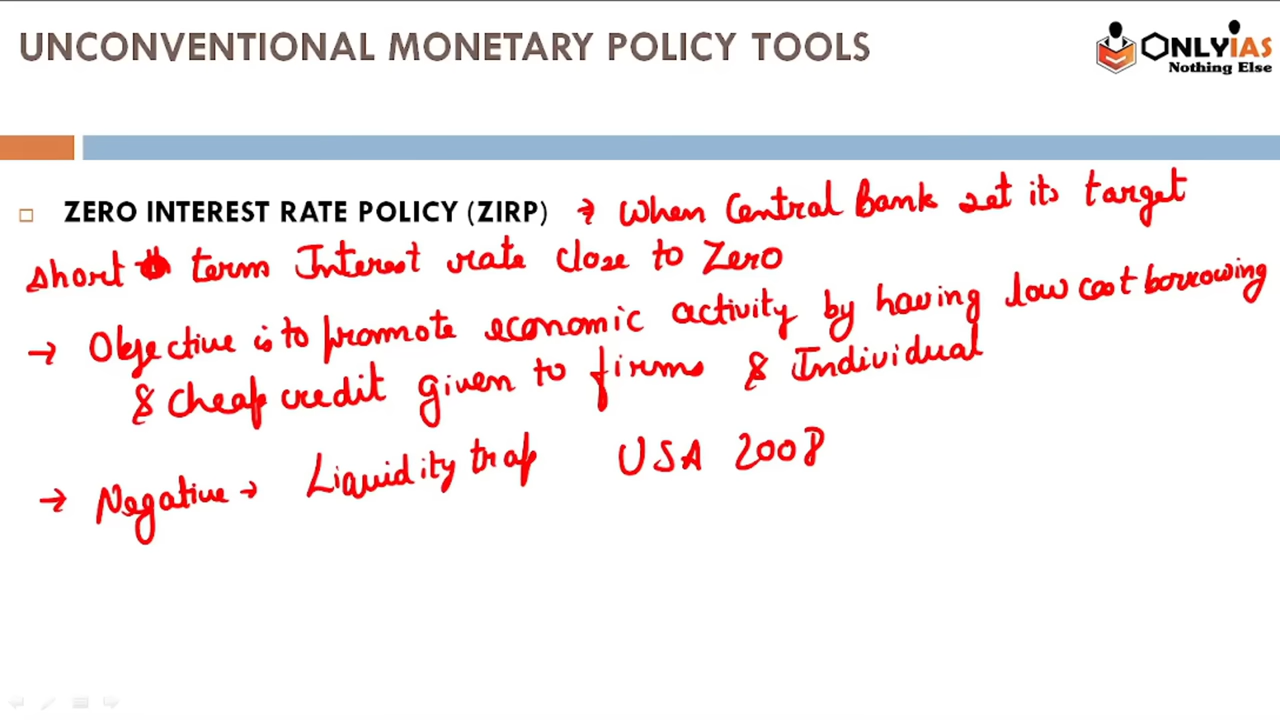 UNCONVENTIONAL MONETARY POLICY TOOLS
ONLYIAS
Nothing Else
ZERO INTEREST RATE POLICY (ZIRP) → When Central Bank set its target
short term Interest rate close to Zero
→ Objective is to promote economic activity by having low cost borrowing
& Cheap credit given to firms & Individual
→ Negative → Liquidity trap USA 2008